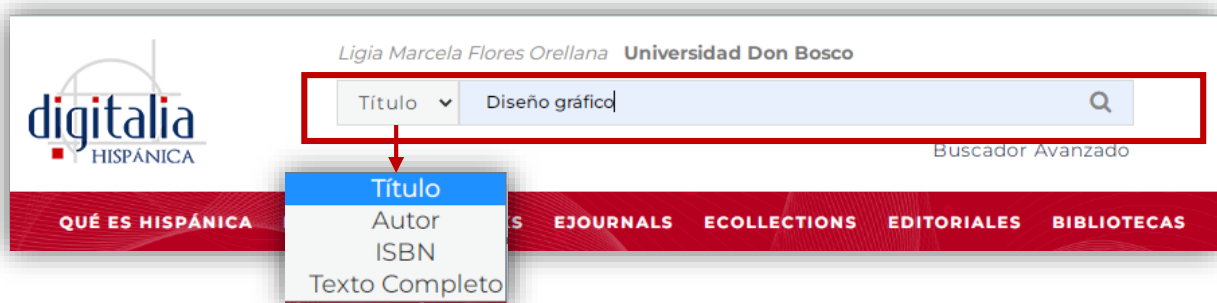 Ligia Marcela Flores Orellana Universidad Don Bosco
Título Diseño gráfico
digitalia
HISPÁNICA
Buscador Avanzado
QUÉ ES HISPÁNICA S EJOURNALS ECOLLECTIONS EDITORIALES BIBLIOTECAS
Título
Autor
ISBN
Texto Completo